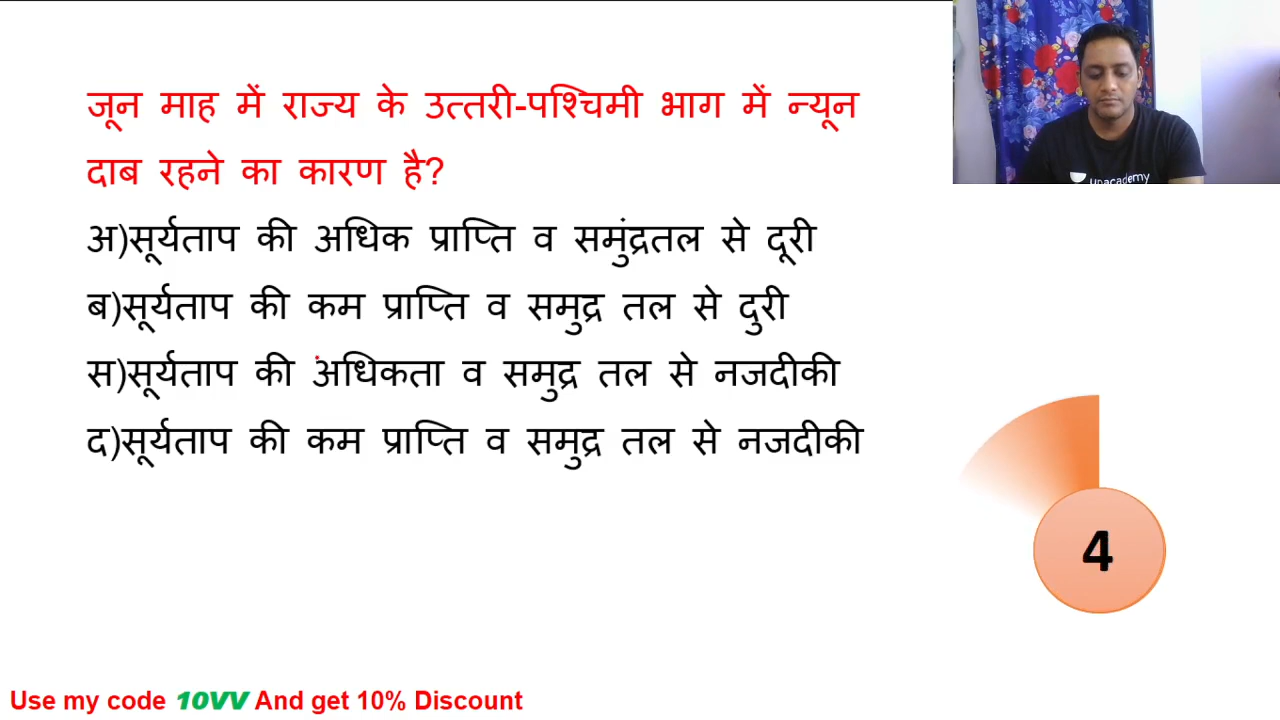 जून माह में राज्य के उत्तरी-पश्चिमी भाग में न्यून
दाब रहने का कारण है?
अ)सूर्यताप की अधिक प्राप्ति व समुंद्रतल से दूरी
ब)सूर्यताप की कम प्राप्ति व समुद्र तल से दुरी
स)सूर्यताप की अधिकता व समुद्र तल से नजदीकी
द)सूर्यताप की कम प्राप्ति व समुद्र तल से नजदीकी
unacademy
4
Use my code 10VV And get 10% Discount